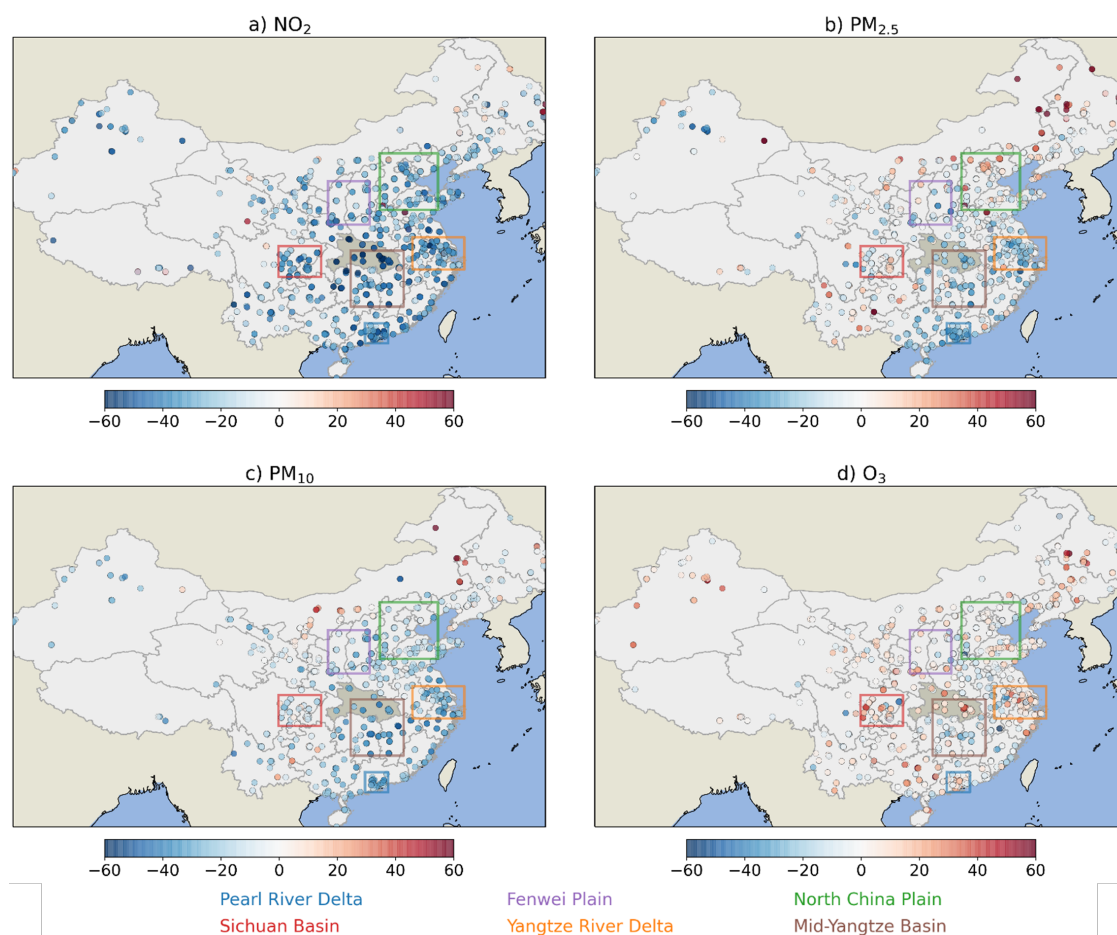 a) NO₂
b) PM₂.₅
−60 −40 −20 0 20 40 60
−60 −40 −20 0 20 40 60
c) PM₁₀
d) O₃
−60 −40 −20 0 20 40 60
−60 −40 −20 0 20 40 60
Pearl River Delta Fenwei Plain North China Plain
Sichuan Basin Yangtze River Delta Mid-Yangtze Basin